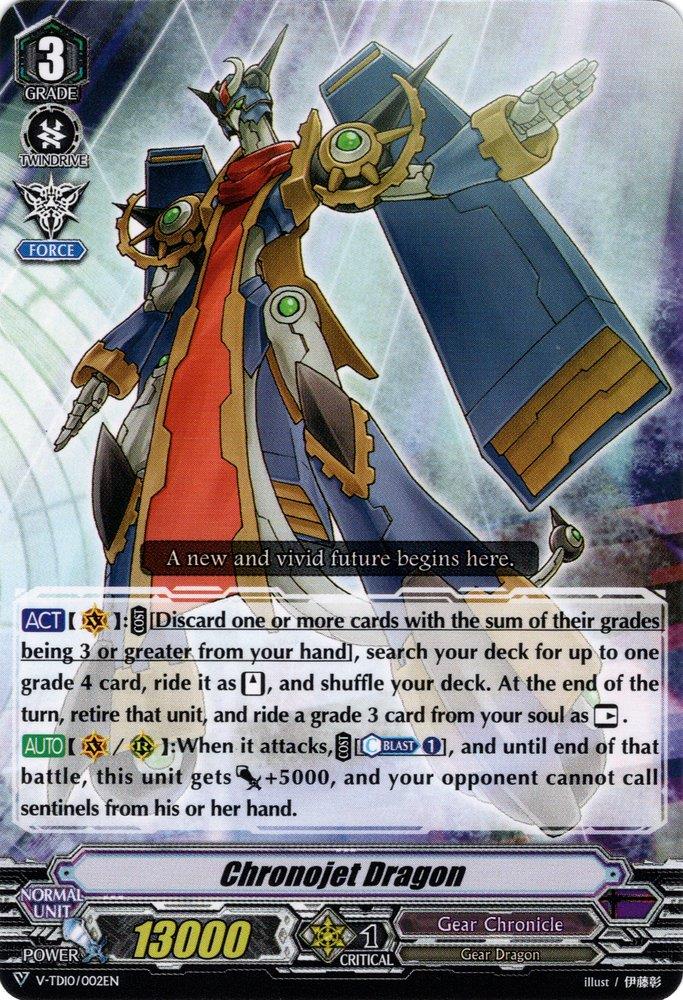 3
GRADE
TWINDRIVE
FORCE
A new and vivid future begins here.
ACT【 】:COST[Discard one or more cards with the sum of their grades
being 3 or greater from your hand], search your deck for up to one
grade 4 card, ride it as , and shuffle your deck. At the end of the
turn, retire that unit, and ride a grade 3 card from your soul as .
AUTO【 V / R 】:When it attacks, COST[C BLAST 1], and until end of that
battle, this unit gets +5000, and your opponent cannot call
sentinels from his or her hand.
Chronojet Dragon
NORMAL
UNIT
POWER 13000 1 CRITICAL
Gear Chronicle
Gear Dragon
V-TD10/002EN
illust / 伊藤彰